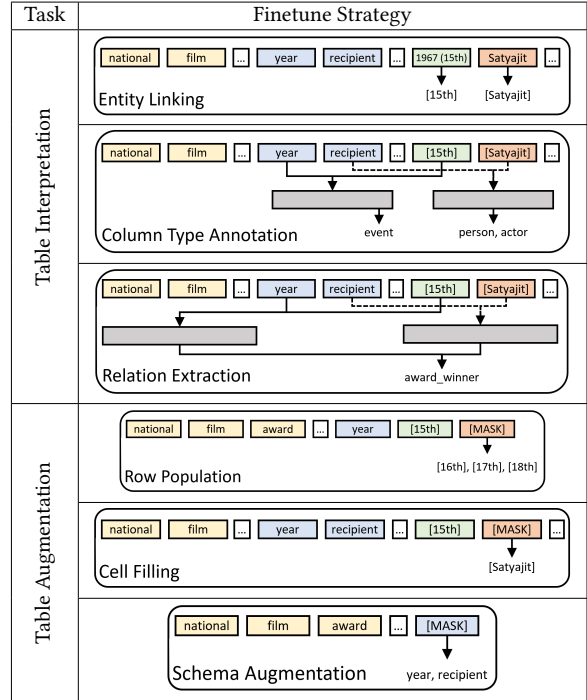 Task Finetune Strategy
Table Interpretation
national film ... year recipient ... 1967 (15th) Satyajit ...
[15th] [Satyajit]
Entity Linking
national film ... year recipient ... [15th] [Satyajit] ...
event person, actor
Column Type Annotation
national film ... year recipient ... [15th] [Satyajit] ...
Relation Extraction
award_winner
Table Augmentation
national film award ... year [15th] [MASK]
[16th], [17th], [18th]
Row Population
national film ... year recipient ... [15th] [MASK] ...
[Satyajit]
Cell Filling
national film award ... [MASK]
Schema Augmentation year, recipient